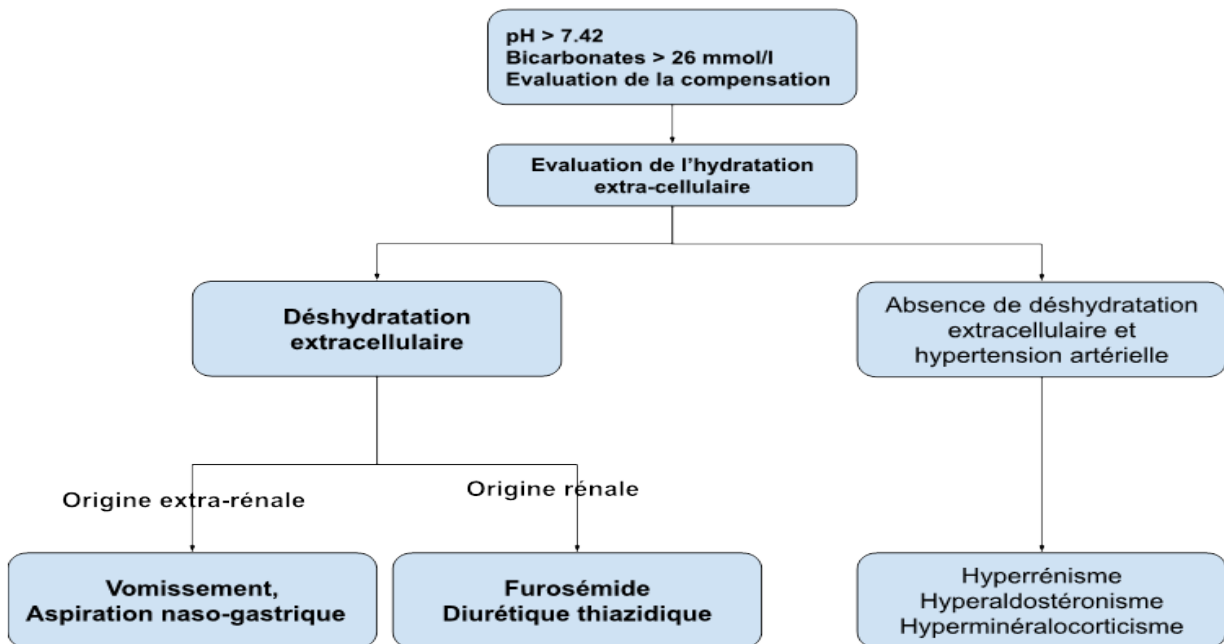 pH > 7.42
Bicarbonates > 26 mmol/l
Evaluation de la compensation
Evaluation de l'hydratation
extra-cellulaire
Déshydratation
extracellulaire
Absence de déshydratation
extracellulaire et
hypertension artérielle
Origine extra-rénale
Origine rénale
Vomissement,
Aspiration naso-gastrique
Furosémide
Diurétique thiazidique
Hyperrénisme
Hyperaldostéronisme
Hyperminéralocorticisme